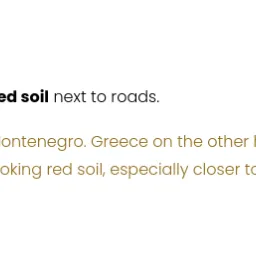 ed soil next to roads.
ontenegro. Greece on the other
oking red soil, especially closer to